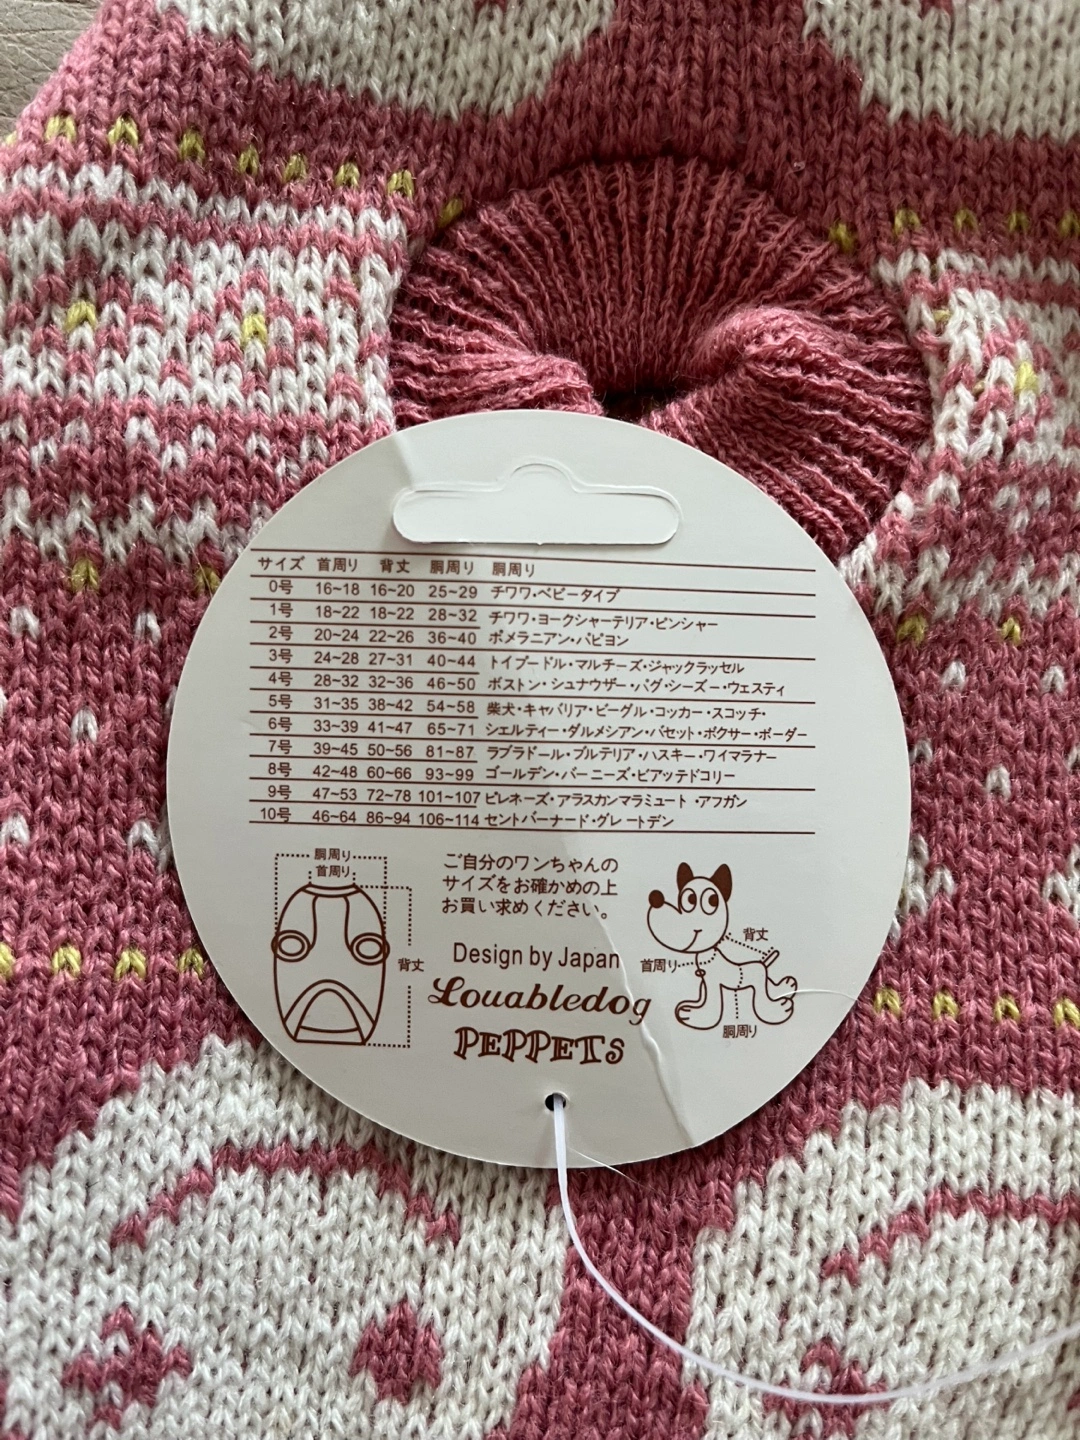 サイズ 首周り 背丈 胴周り 胴周り
0号 16~18 16~20 25~29 チワワ・ベビータイプ
1号 18~22 18~22 28~32 チワワ・ヨークシャーテリア・ピンシャー
2号 20~24 22~26 36~40 ポメラニアン・パピヨン
3号 24~28 27~31 40~44 トイプードル・マルチーズ・ジャックラッセル
4号 28~32 32~36 46~50 ボストン・シュナウザー・パグ・シーズー・ウェスティ
5号 31~35 38~42 54~58 柴犬・キャバリア・ビーグル・コッカー・スコッチ・
6号 33~39 41~47 65~71 シェルティー・ダルメシアン・バセット・ボクサー・ボーダー
7号 39~45 50~56 81~87 ラブラドール・ブルテリア・ハスキー・ワイマラナー
8号 42~48 60~66 93~99 ゴールデン・バーニーズ・ビアッテドコリー
9号 47~53 72~78 101~107 ピレネーズ・アラスカンマラミュート・アフガン
10号 46~64 86~94 106~114 セントバーナード・グレートデン
胴周り
首周り
背丈
ご自分のワンちゃんの
サイズをお確かめの上
お買い求めください。
Design by Japan
Louabledog
PEPPETS
背丈
首周り
胴周り